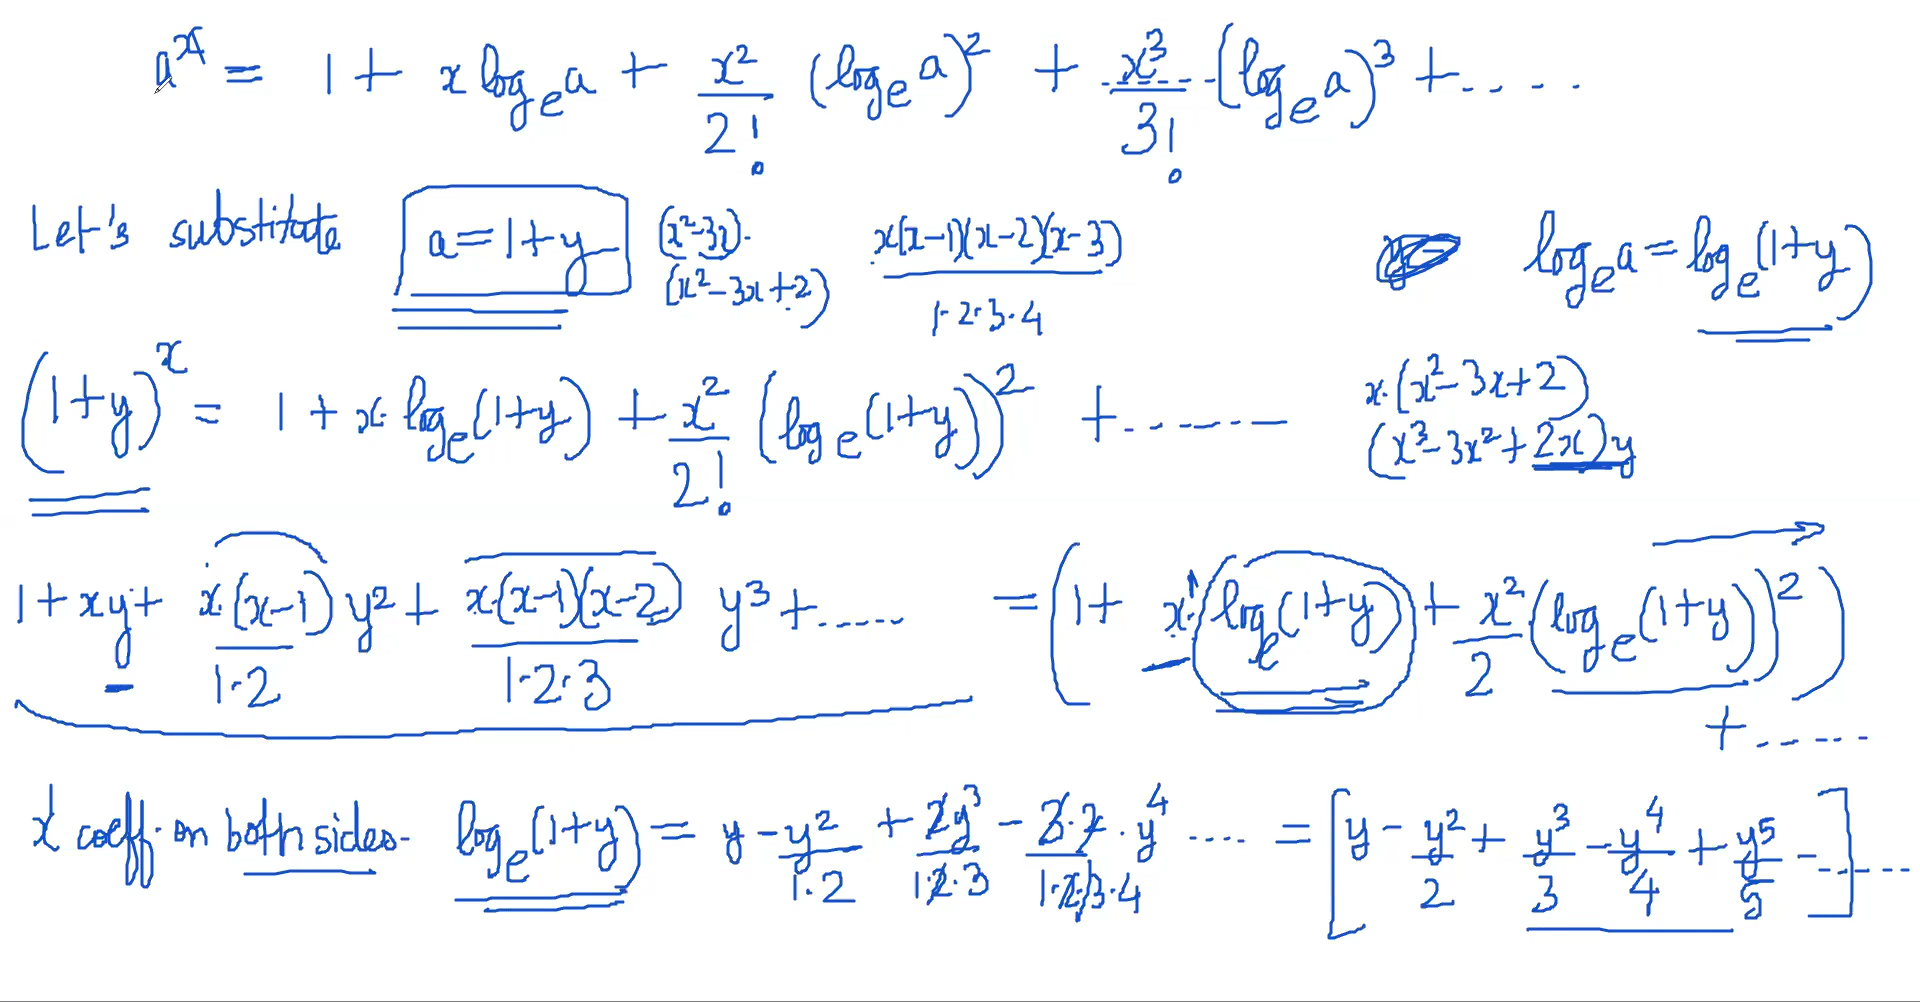 a^x = 1 + x log_e a + x²/2! (log_e a)² + x³/3! (log_e a)³ + ....
Let's substitute a = 1+y (x²-3x). x(x-1)(x-2)(x-3)/1·2·3·4 log_e a = log_e(1+y)
(x²-3x+2)
(1+y)^x = 1 + x·log_e(1+y) + x²/2! (log_e(1+y))² + ........ x·(x²-3x+2)
(x³-3x²+2x)y
1 + xy + x·(x-1)/1·2 y² + x·(x-1)(x-2)/1·2·3 y³ + ..... = (1 + x¹·log_e(1+y) + x²/2 (log_e(1+y))²)
+ .....
x¹ coeff. on both sides- log_e(1+y) = y - y²/1·2 + 2y³/1·2·3 - 3·2·y⁴/1·2·3·4 .... = [y - y²/2 + y³/3 - y⁴/4 + y⁵/5 - ....]....